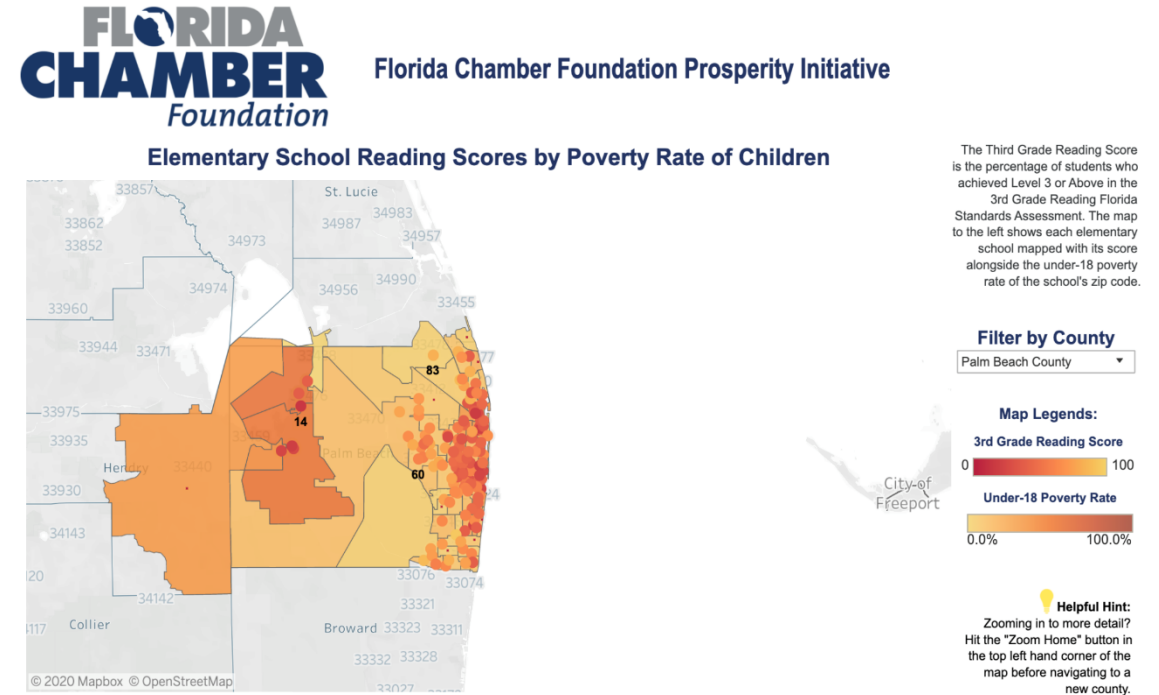 FLORIDA
CHAMBER
Foundation
Florida Chamber Foundation Prosperity Initiative
Elementary School Reading Scores by Poverty Rate of Children
The Third Grade Reading Score
is the percentage of students who
achieved Level 3 or Above in the
3rd Grade Reading Florida
Standards Assessment. The map
to the left shows each elementary
school mapped with its score
alongside the under-18 poverty
rate of the school's zip code.
Filter by County
Palm Beach County
Map Legends:
3rd Grade Reading Score
0 100
Under-18 Poverty Rate
0.0% 100.0%
Helpful Hint:
Zooming in to more detail?
Hit the "Zoom Home" button in
the top left hand corner of the
map before navigating to a
new county.
33857
St. Lucie
33862
34987
34983
33852
34973
34957
34974
34956
34990
33960
33455
33944
33471
83
33975
14
33470
33935
Palm Beach
Hendry
33440
60
33930
City of
Freeport
34143
33076
33074
34142
33321
Collier
Broward
33323
33311
33332
33328
33027
© 2020 Mapbox © OpenStreetMap